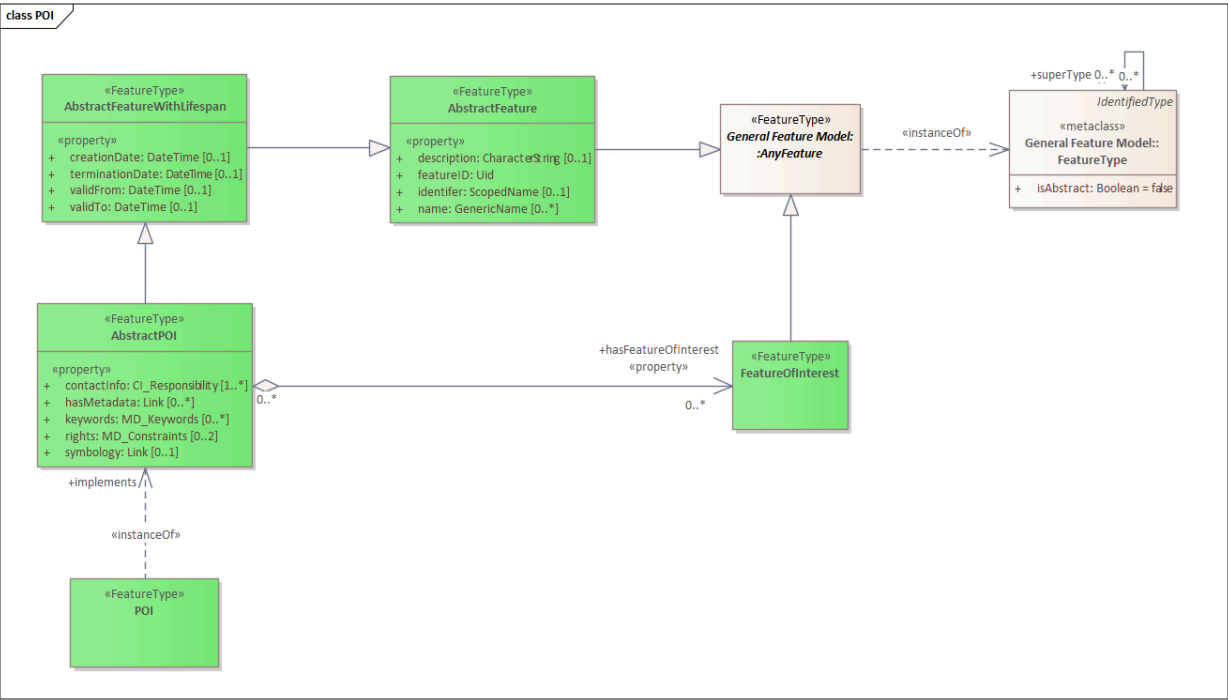 class POI
«FeatureType»
AbstractFeatureWithLifespan
«property»
+ creationDate: DateTime [0..1]
+ terminationDate: DateTime [0..1]
+ validFrom: DateTime [0..1]
+ validTo: DateTime [0..1]
«FeatureType»
AbstractFeature
«property»
+ description: CharacterString [0..1]
+ featureID: Uid
+ identifer: ScopedName [0..1]
+ name: GenericName [0..*]
«FeatureType»
General Feature Model:
:AnyFeature
«instanceOf»
+superType 0..* 0..*
IdentifiedType
«metaclass»
General Feature Model::
FeatureType
+ isAbstract: Boolean = false
«FeatureType»
AbstractPOI
«property»
+ contactInfo: CI_Responsibility [1..*]
+ hasMetadata: Link [0..*]
+ keywords: MD_Keywords [0..*]
+ rights: MD_Constraints [0..2]
+ symbology: Link [0..1]
0..*
+hasFeatureOfInterest
«property»
0..*
«FeatureType»
FeatureOfInterest
+implements
«instanceOf»
«FeatureType»
POI